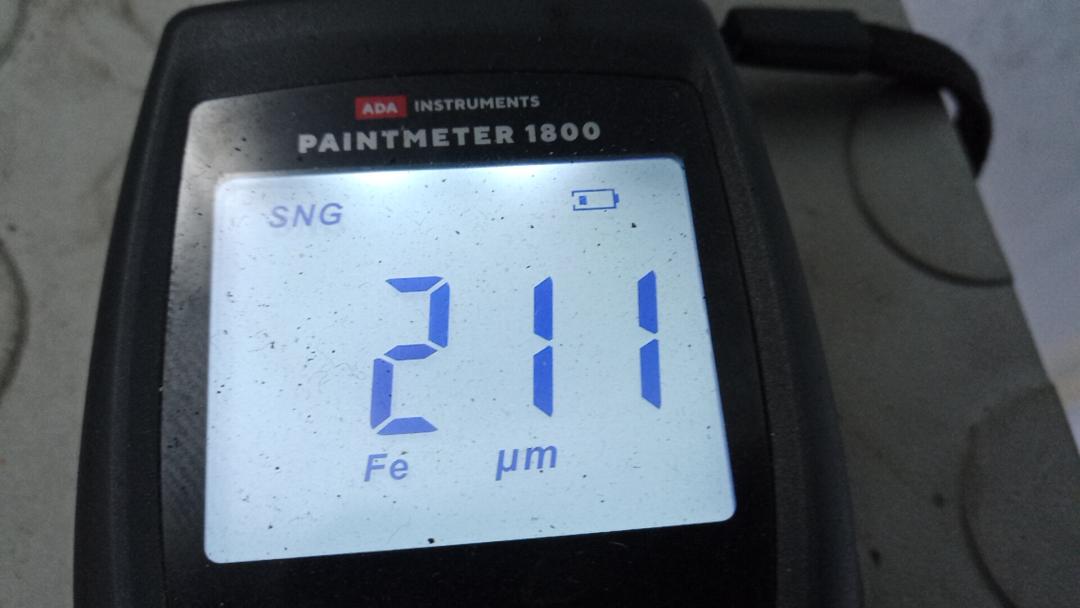 ADA INSTRUMENTS
PAINTMETER 1800
SNG
211
Fe µm